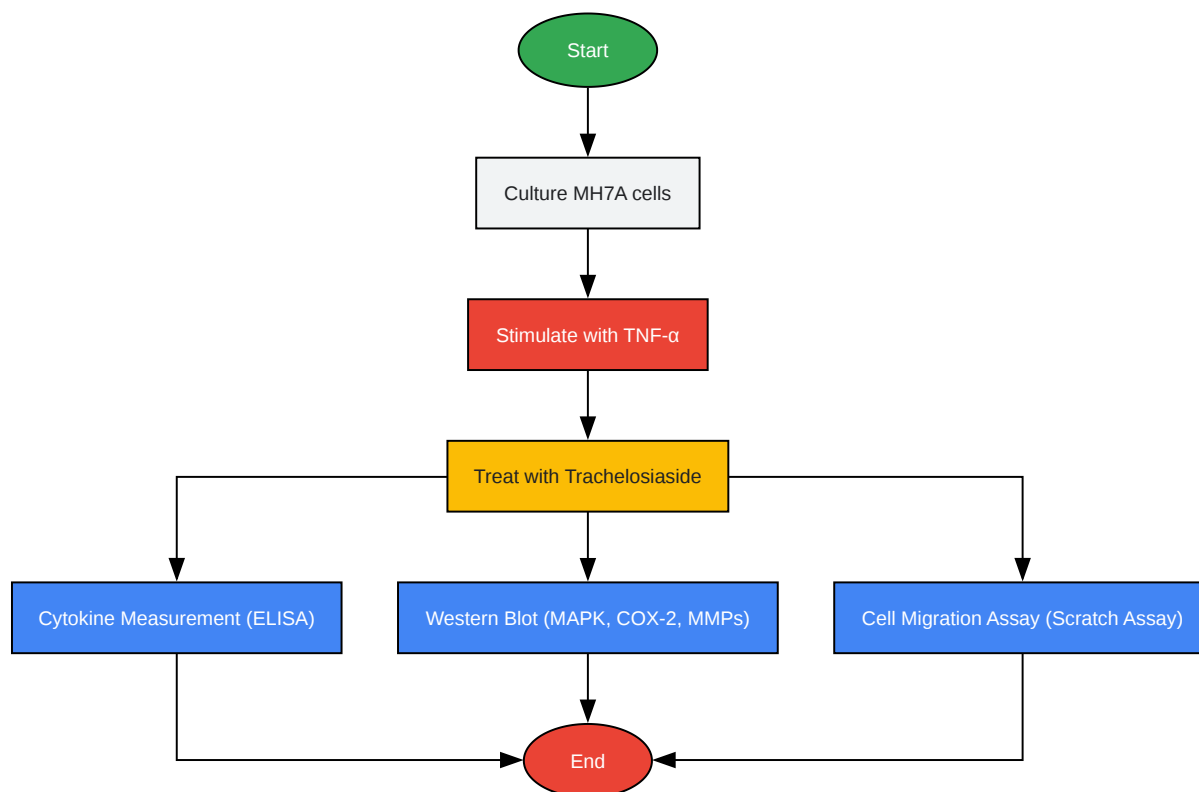 Start
Culture MH7A cells
Stimulate with TNF-α
Treat with Trachelosiaside
Cytokine Measurement (ELISA)
Western Blot (MAPK, COX-2, MMPs)
Cell Migration Assay (Scratch Assay)
End